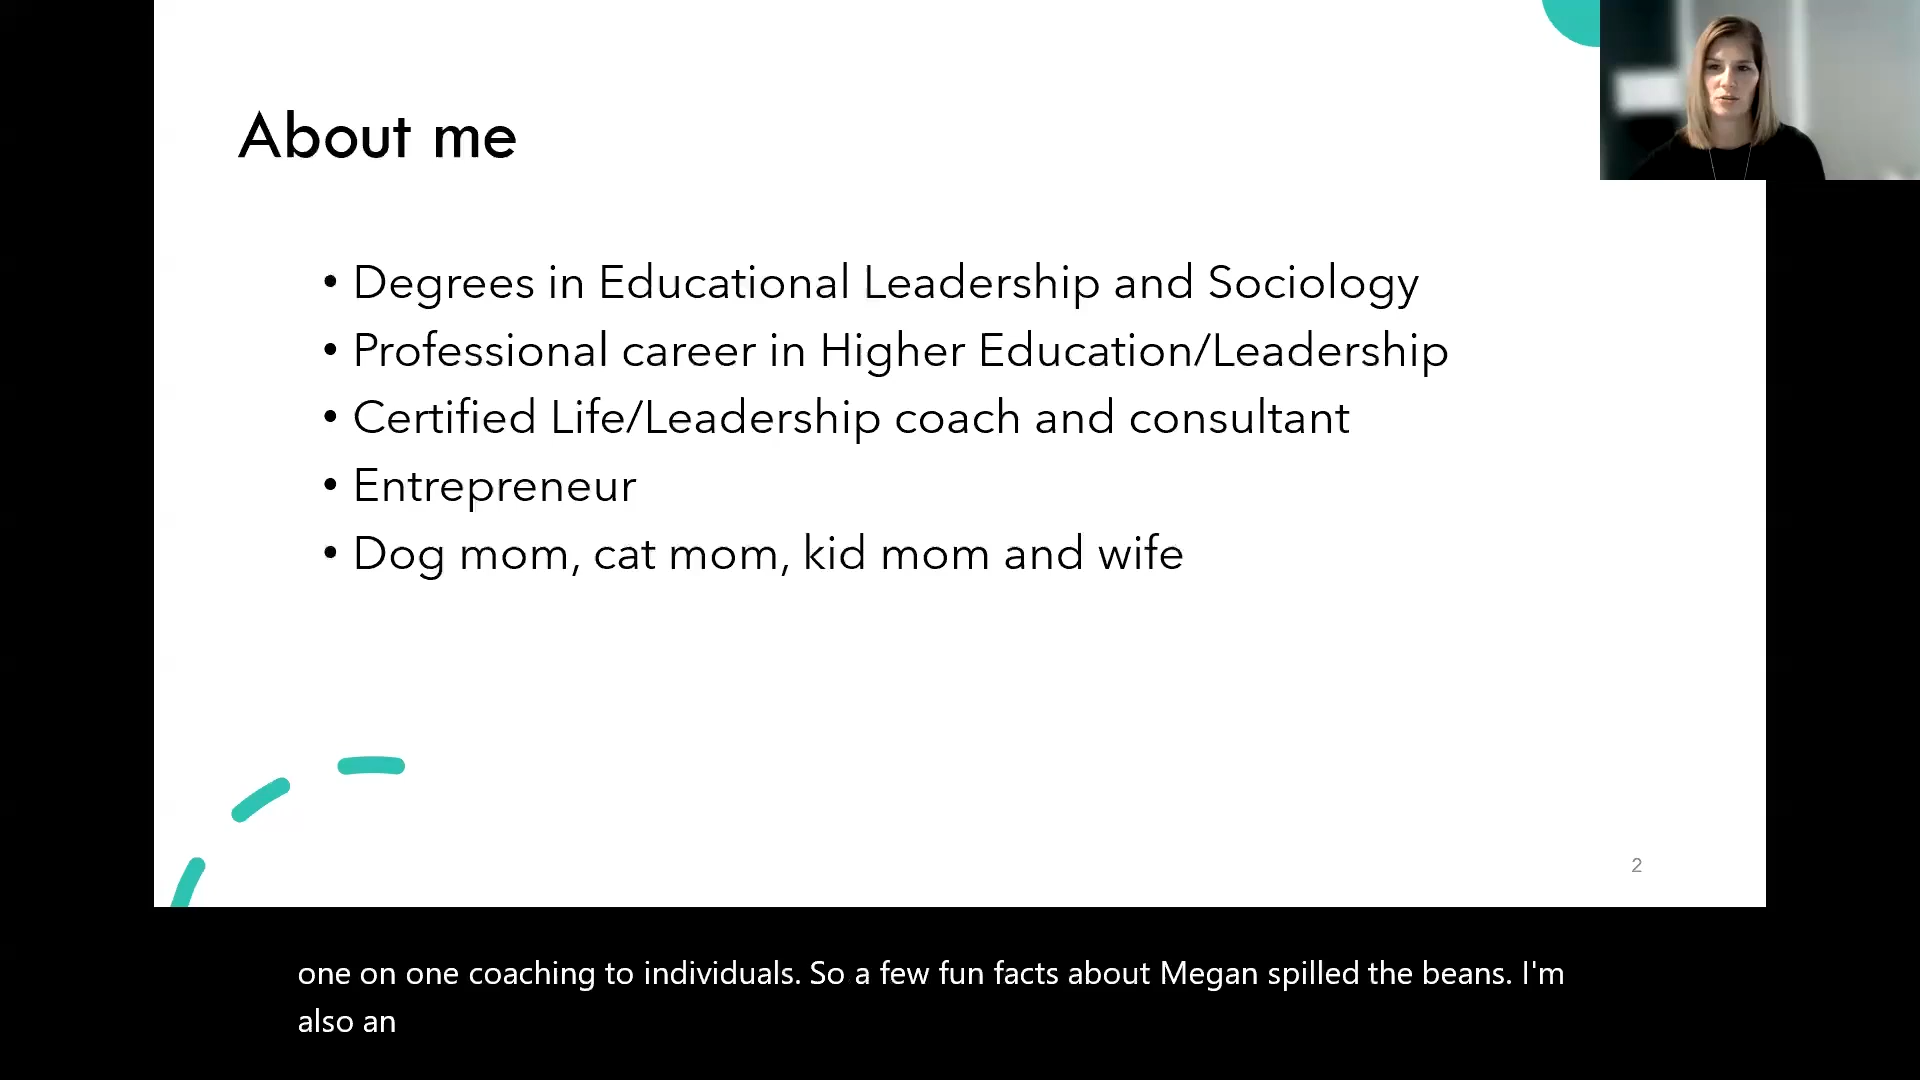 About me
• Degrees in Educational Leadership and Sociology
• Professional career in Higher Education/Leadership
• Certified Life/Leadership coach and consultant
• Entrepreneur
• Dog mom, cat mom, kid mom and wife
2
one on one coaching to individuals. So a few fun facts about Megan spilled the beans. I'm
also an